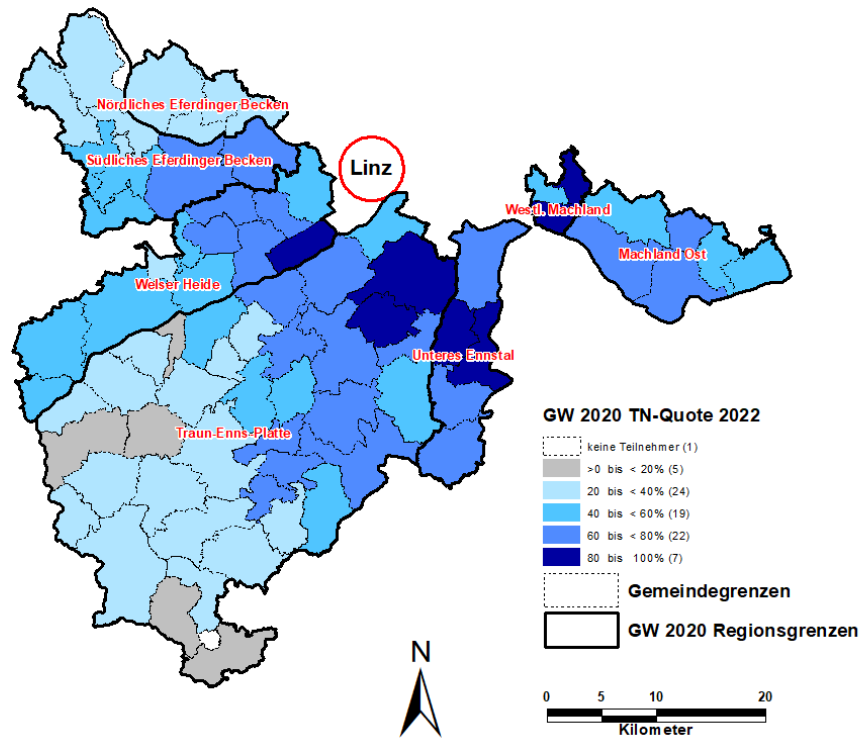 Nördliches Eferdinger Becken
Südliches Eferdinger Becken
Linz
Westl. Machland
Machland Ost
Welser Heide
Unteres Ennstal
Traun-Enns-Platte
GW 2020 TN-Quote 2022
keine Teilnehmer (1)
>0 bis < 20% (5)
20 bis < 40% (24)
40 bis < 60% (19)
60 bis < 80% (22)
80 bis 100% (7)
Gemeindegrenzen
GW 2020 Regionsgrenzen
N
0 5 10 20
Kilometer